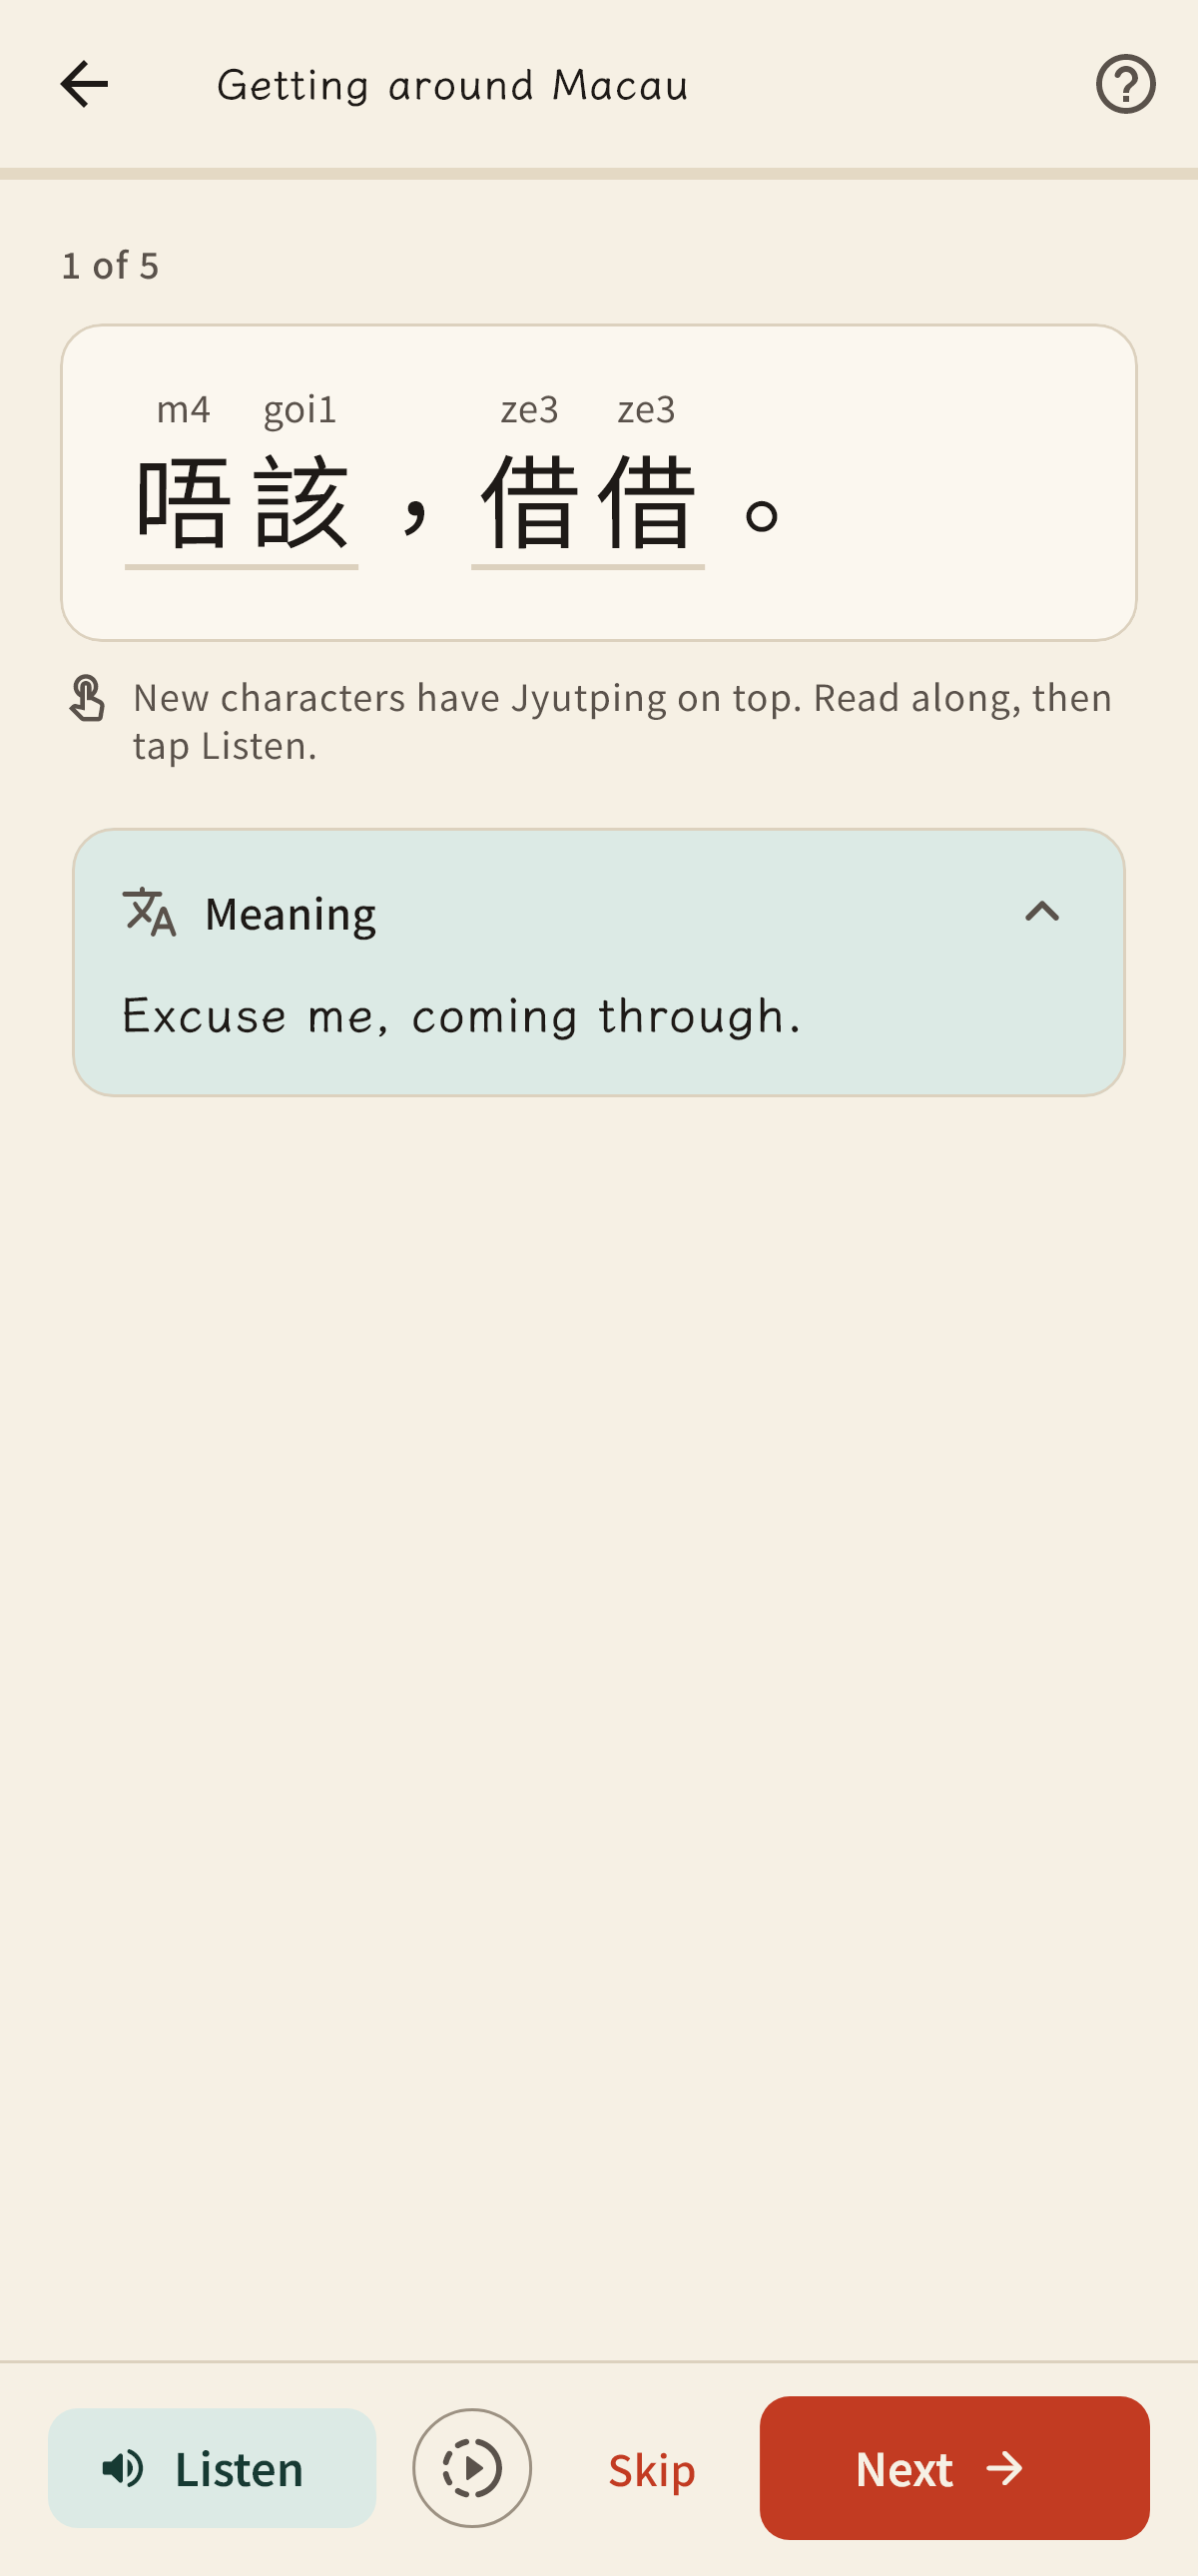 Getting around Macau
1 of 5
m4 goi1 ze3 ze3
唔該，借借。
New characters have Jyutping on top. Read along, then
tap Listen.
Meaning
Excuse me, coming through.
Listen
Skip
Next